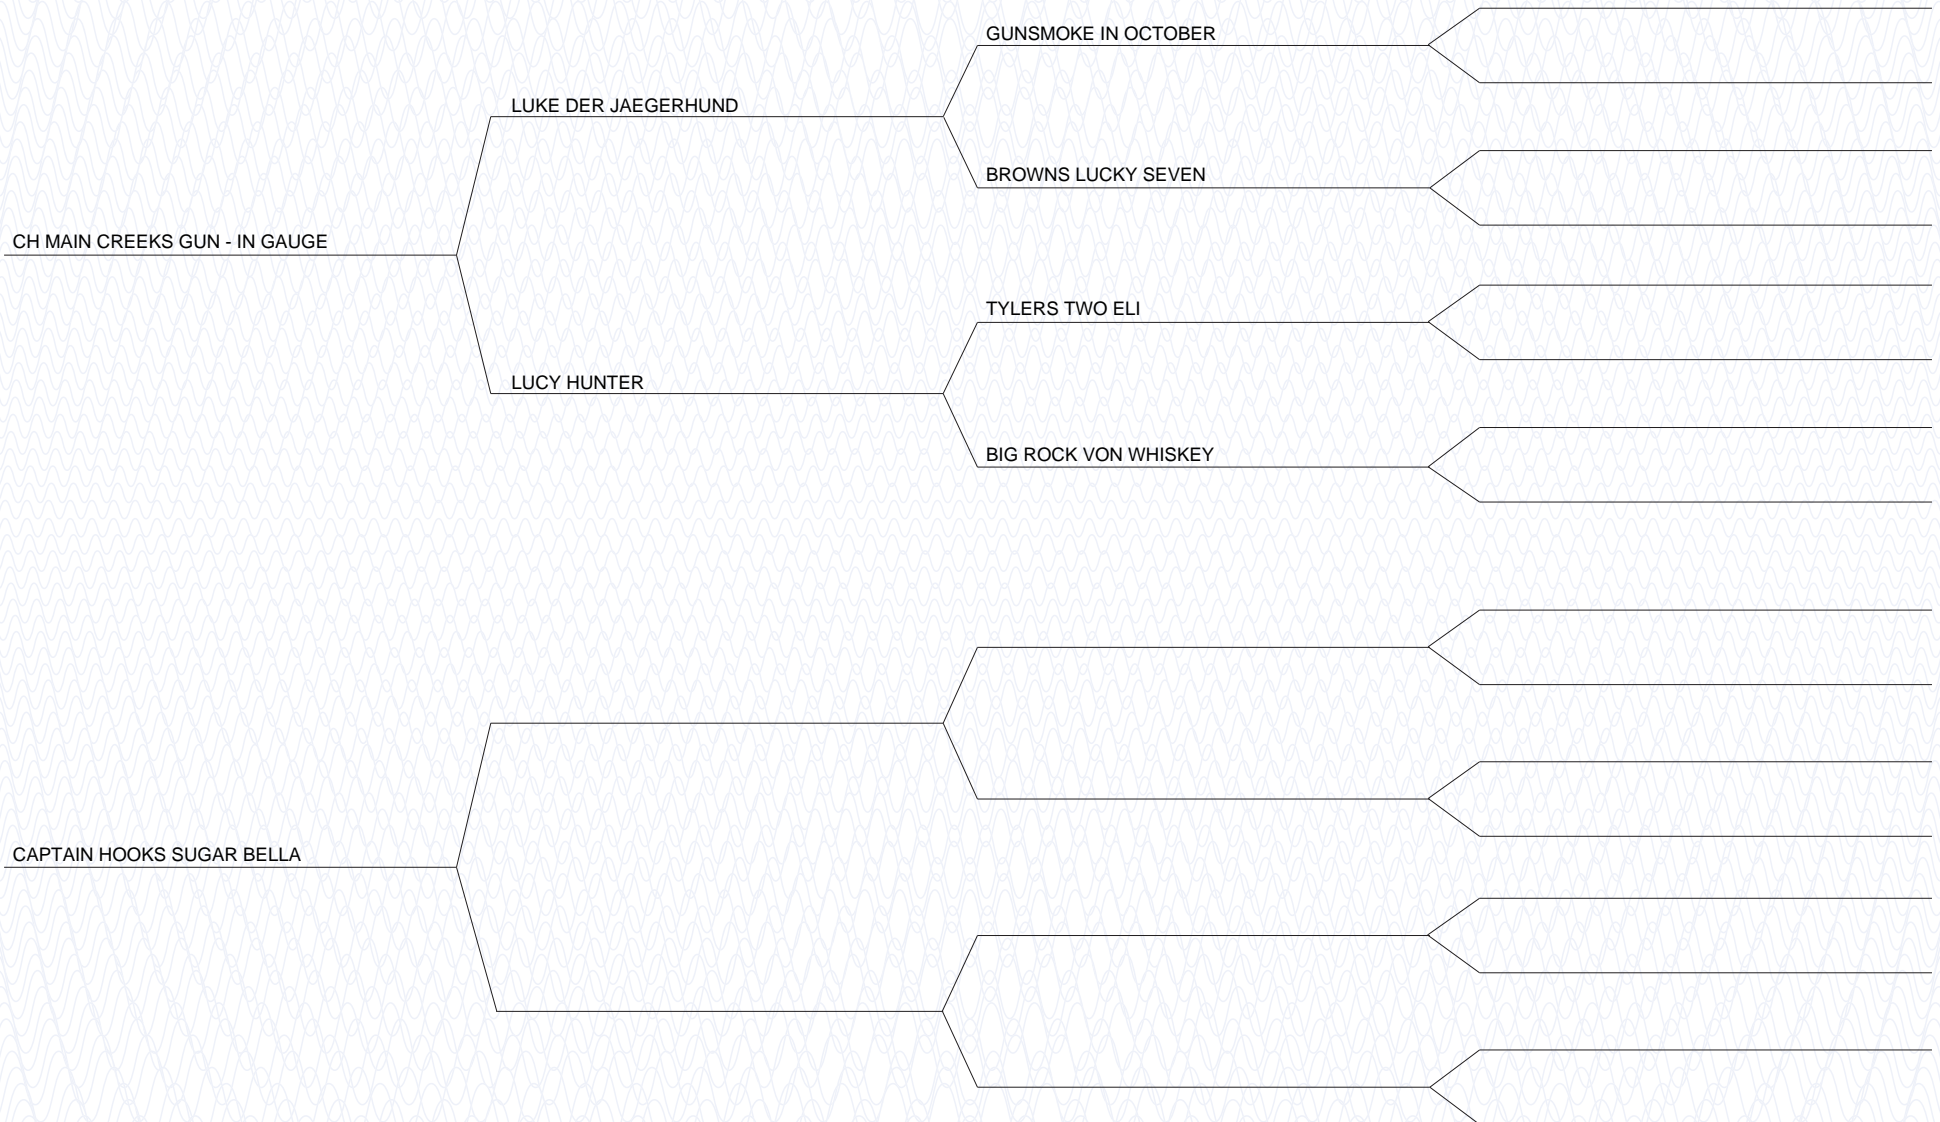 GUNSMOKE IN OCTOBER
LUKE DER JAEGERHUND
BROWNS LUCKY SEVEN
CH MAIN CREEKS GUN - IN GAUGE
TYLERS TWO ELI
LUCY HUNTER
BIG ROCK VON WHISKEY
CAPTAIN HOOKS SUGAR BELLA